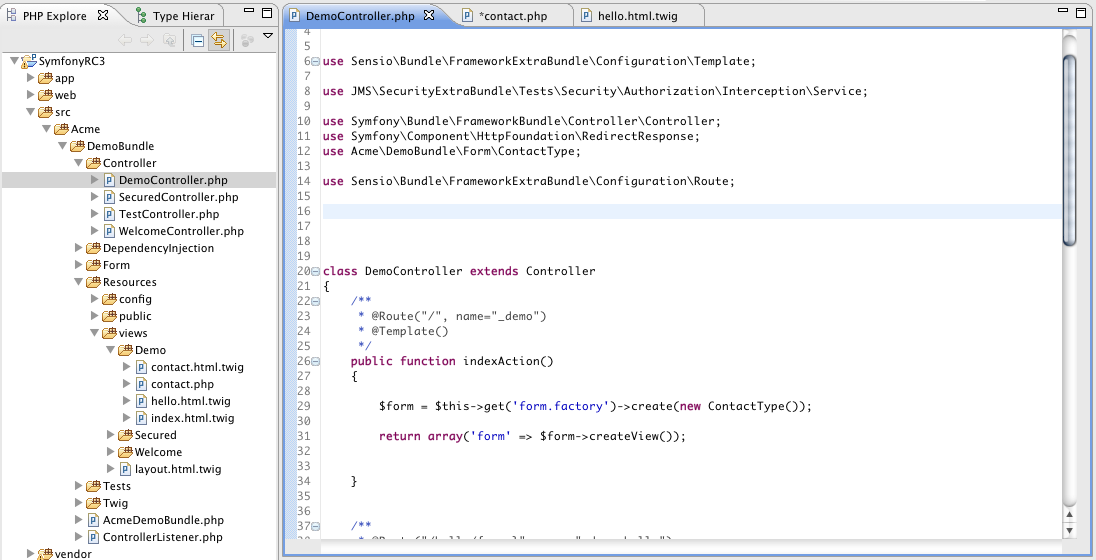 PHP Explore
Type Hierar
SymfonyRC3
app
web
src
Acme
DemoBundle
Controller
DemoController.php
SecuredController.php
TestController.php
WelcomeController.php
DependencyInjection
Form
Resources
config
public
views
Demo
contact.html.twig
contact.php
hello.html.twig
index.html.twig
Secured
Welcome
layout.html.twig
Tests
Twig
AcmeDemoBundle.php
ControllerListener.php
vendor
DemoController.php
*contact.php
hello.html.twig
4
5
6 use Sensio\Bundle\FrameworkExtraBundle\Configuration\Template;
7
8 use JMS\SecurityExtraBundle\Tests\Security\Authorization\Interception\Service;
9
10 use Symfony\Bundle\FrameworkBundle\Controller\Controller;
11 use Symfony\Component\HttpFoundation\RedirectResponse;
12 use Acme\DemoBundle\Form\ContactType;
13
14 use Sensio\Bundle\FrameworkExtraBundle\Configuration\Route;
15
16
17
18
19
20 class DemoController extends Controller
21 {
22 /**
23 * @Route("/", name="_demo")
24 * @Template()
25 */
26 public function indexAction()
27 {
28
29 $form = $this->get('form.factory')->create(new ContactType());
30
31 return array('form' => $form->createView());
32
33
34 }
35
36
37 /**